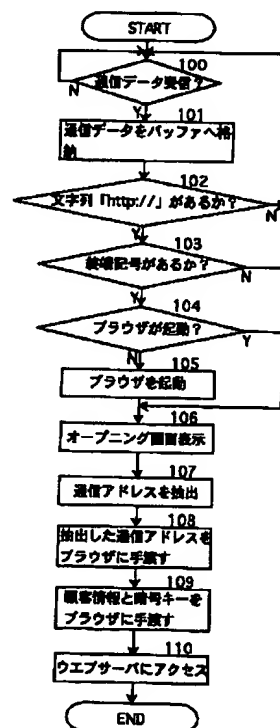 START
100
通信データ受信？
N
Y
101
通信データをバッファへ格
納
102
文字列「http://」があるか？
N
Y
103
終端記号があるか？
N
Y
104
ブラウザが起動？
Y
N
105
ブラウザを起動
106
オープニング画面表示
107
通信アドレスを抽出
108
抽出した通信アドレスを
ブラウザに手渡す
109
顧客情報と暗号キーを
ブラウザに手渡す
110
ウエブサーバにアクセス
END